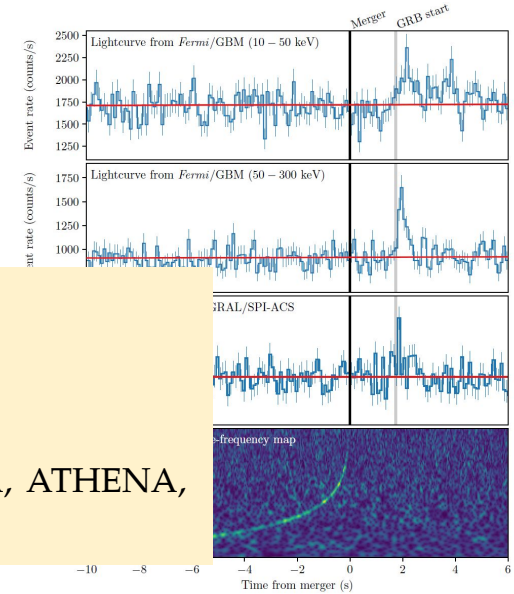 Merger GRB start
Lightcurve from Fermi/GBM (10 − 50 keV)
Event rate (counts/s)
2500
2250
2000
1750
1500
1250
Lightcurve from Fermi/GBM (50 − 300 keV)
rate (counts/s)
1750
1500
1250
1000
GRAL/SPI-ACS
e-frequency map
, ATHENA,
−10 −8 −6 −4 −2 0 2 4 6
Time from merger (s)